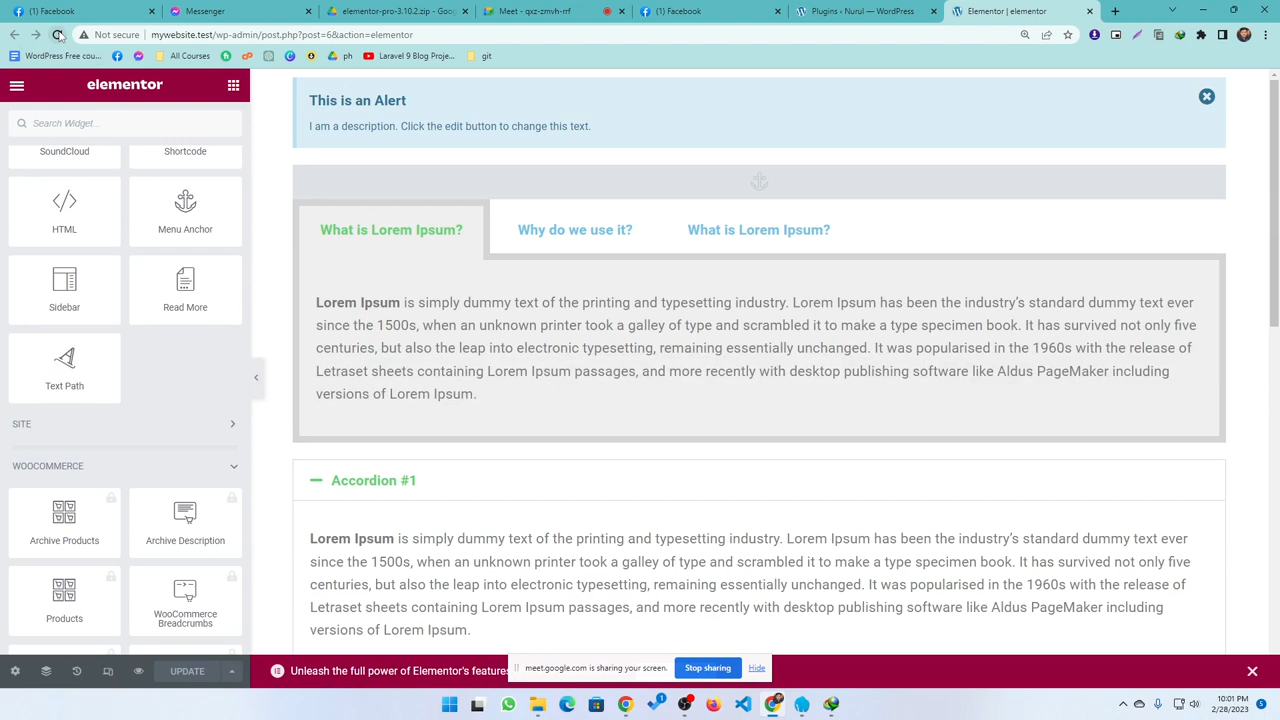 Facebook
Messenger
elementor-pro-3.10.2.zip - Goog
Meet - qxz-zmvh-rrf
Facebook
Plugins ‹ Nurul — WordPress
Elementor | elementor
Not secure
mywebsite.test/wp-admin/post.php?post=6&action=elementor
WordPress Free cou...
All Courses
ph
Laravel 9 Blog Proje...
git
elementor
Search Widget...
SoundCloud
Shortcode
HTML
Menu Anchor
Sidebar
Read More
Text Path
SITE
WOOCOMMERCE
Archive Products
Archive Description
Products
WooCommerce
Breadcrumbs
UPDATE
This is an Alert
I am a description. Click the edit button to change this text.
What is Lorem Ipsum?
Why do we use it?
What is Lorem Ipsum?
Lorem Ipsum is simply dummy text of the printing and typesetting industry. Lorem Ipsum has been the industry's standard dummy text ever
since the 1500s, when an unknown printer took a galley of type and scrambled it to make a type specimen book. It has survived not only five
centuries, but also the leap into electronic typesetting, remaining essentially unchanged. It was popularised in the 1960s with the release of
Letraset sheets containing Lorem Ipsum passages, and more recently with desktop publishing software like Aldus PageMaker including
versions of Lorem Ipsum.
Accordion #1
Lorem Ipsum is simply dummy text of the printing and typesetting industry. Lorem Ipsum has been the industry's standard dummy text ever
since the 1500s, when an unknown printer took a galley of type and scrambled it to make a type specimen book. It has survived not only five
centuries, but also the leap into electronic typesetting, remaining essentially unchanged. It was popularised in the 1960s with the release of
Letraset sheets containing Lorem Ipsum passages, and more recently with desktop publishing software like Aldus PageMaker including
versions of Lorem Ipsum.
Unleash the full power of Elementor's features
meet.google.com is sharing your screen.
Stop sharing
Hide
10:01 PM
2/28/2023